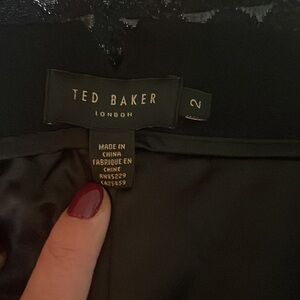 TED BAKER
LONDON
2
MADE IN
CHINA
FABRIQUE EN
CHINE